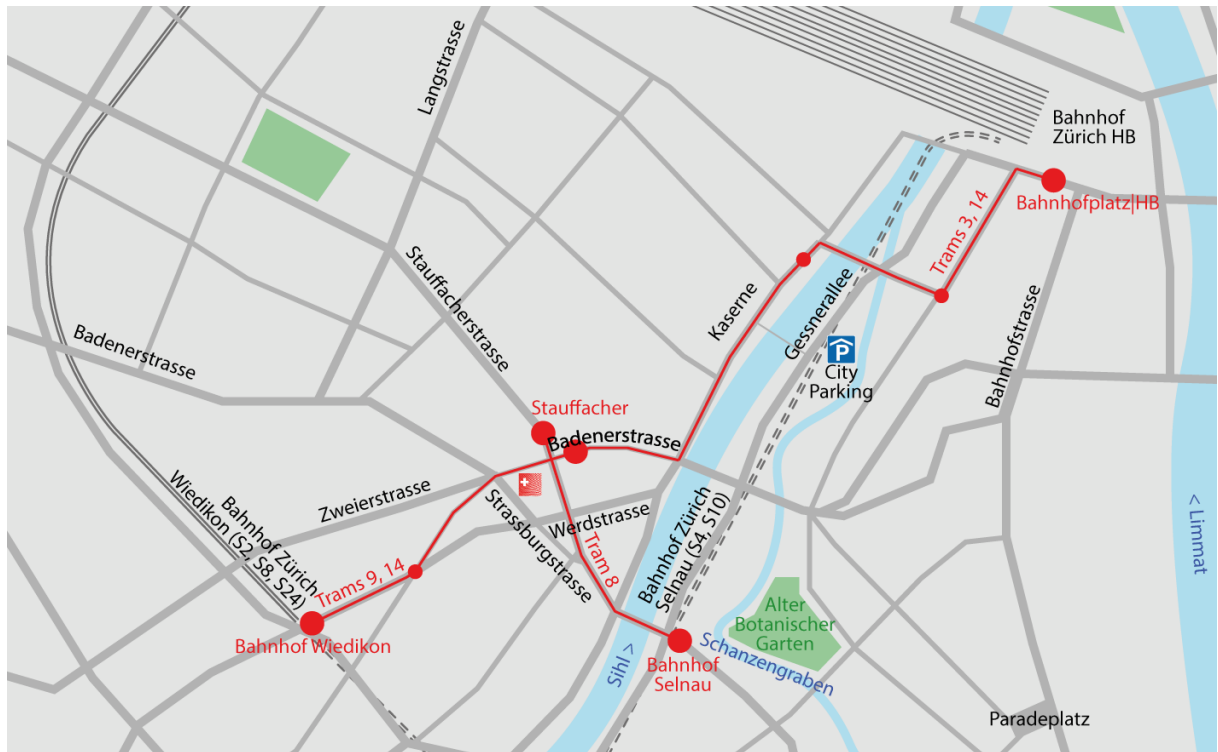 Langstrasse
Bahnhof
Zürich HB
Bahnhofplatz|HB
Trams 3, 14
Stauffacherstrasse
Kaserne
Gessnerallee
P
City
Parking
Bahnhofstrasse
Badenerstrasse
Stauffacher
Badenerstrasse
Zweierstrasse
Strassburgstrasse
Werdstrasse
Bahnhof Zürich
Selnau (S4, S10)
< Limmat
Bahnhof Zürich
Wiedikon (S2, S8, S24)
Trams 9, 14
Tram 8
Bahnhof Wiedikon
Sihl >
Bahnhof
Selnau
Alter
Botanischer
Garten
Schanzengraben
Paradeplatz